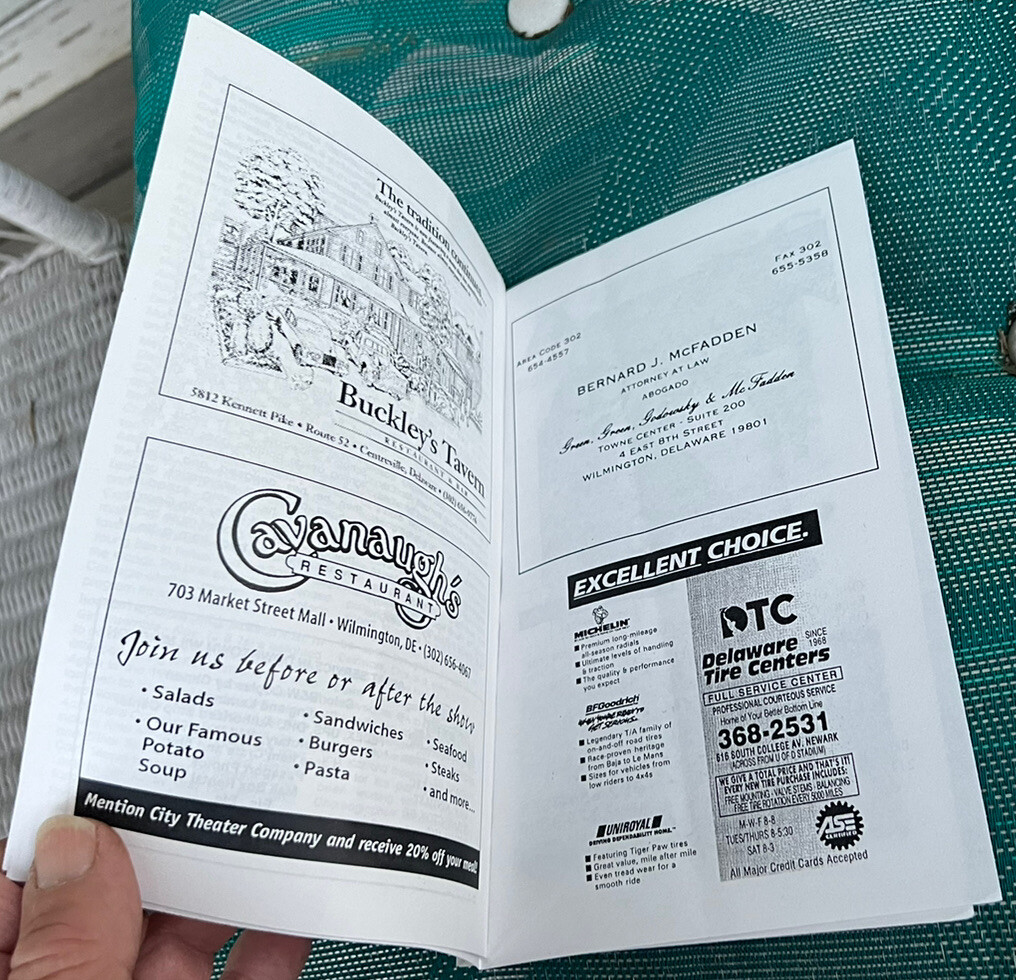 The tradition continues
Buckley's Tavern
RESTAURANT & BAR
5812 Kennett Pike • Route 52 • Centreville, Delaware • (302) 656-9776
Cavanaugh's
RESTAURANT
703 Market Street Mall • Wilmington, DE • (302) 656-4067
Join us before or after the show
• Salads
• Our Famous
Potato
Soup
• Sandwiches
• Burgers
• Pasta
• Seafood
• Steaks
• and more...
Mention City Theater Company and receive 20% off your meal!
FAX 302
655-5358
AREA CODE 302
654-4557
BERNARD J. MCFADDEN
ATTORNEY AT LAW
ABOGADO
Green, Green, Godowsky & McFadden
TOWNE CENTER - SUITE 200
4 EAST 8TH STREET
WILMINGTON, DELAWARE 19801
EXCELLENT CHOICE.
MICHELIN
Premium long-mileage
all-season radials
Ultimate levels of handling
& traction
The quality & performance
you expect
BFGoodrich
Legendary T/A family of
on-and-off road tires
Race-proven heritage
from Baja to Le Mans
Sizes for vehicles from
low riders to 4x4s
UNIROYAL
DRIVING DEPENDABILITY HOME.™
Featuring Tiger Paw tires
Great value, mile after mile
Even tread wear for a
smooth ride
DTC
Delaware
Tire Centers
SINCE
1968
FULL SERVICE CENTER
PROFESSIONAL COURTEOUS SERVICE
Home of Your Better Bottom Line
368-2531
616 SOUTH COLLEGE AV. NEWARK
(ACROSS FROM U OF D STADIUM)
WE GIVE A TOTAL PRICE AND THAT'S IT!
EVERY NEW TIRE PURCHASE INCLUDES:
FREE MOUNTING - VALVE STEMS - BALANCING
FREE TIRE ROTATION EVERY 5000 MILES
M-W-F 8-8
TUES/THURS 8-5:30
SAT 8-3
ASE
CERTIFIED
All Major Credit Cards Accepted